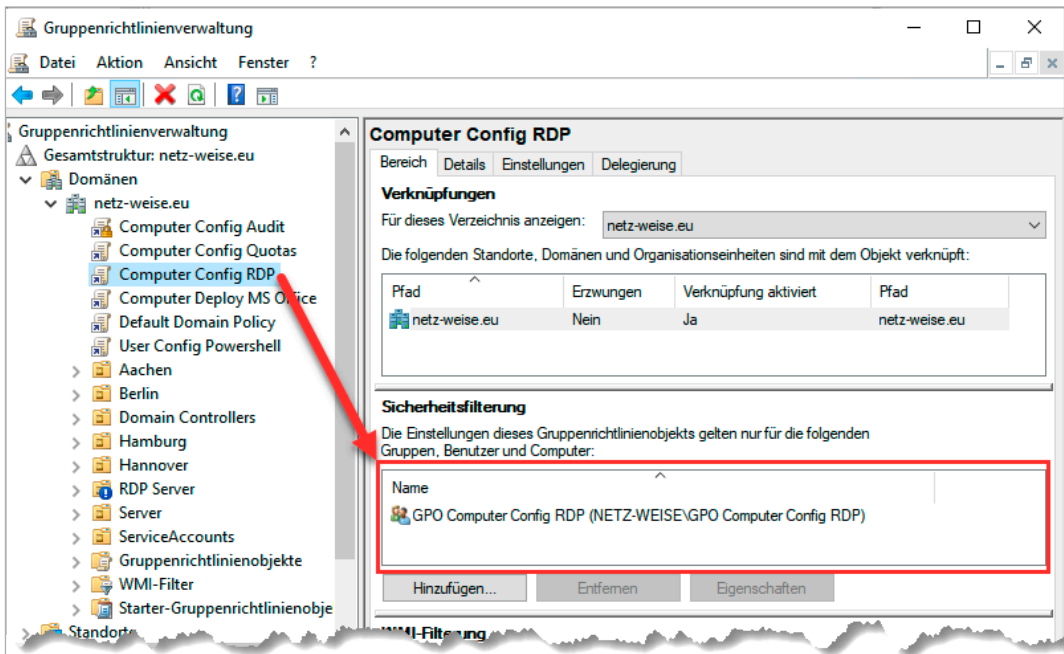 Gruppenrichtlinienverwaltung
Datei Aktion Ansicht Fenster ?
Gruppenrichtlinienverwaltung
Gesamtstruktur: netz-weise.eu
Domänen
netz-weise.eu
Computer Config Audit
Computer Config Quotas
Computer Config RDP
Computer Deploy MS Office
Default Domain Policy
User Config Powershell
Aachen
Berlin
Domain Controllers
Hamburg
Hannover
RDP Server
Server
ServiceAccounts
Gruppenrichtlinienobjekte
WMI-Filter
Starter-Gruppenrichtlinienobje
Standorte
Computer Config RDP
Bereich Details Einstellungen Delegierung
Verknüpfungen
Für dieses Verzeichnis anzeigen: netz-weise.eu
Die folgenden Standorte, Domänen und Organisationseinheiten sind mit dem Objekt verknüpft:
Pfad Erzwungen Verknüpfung aktiviert Pfad
netz-weise.eu Nein Ja netz-weise.eu
Sicherheitsfilterung
Die Einstellungen dieses Gruppenrichtlinienobjekts gelten nur für die folgenden
Gruppen, Benutzer und Computer:
Name
GPO Computer Config RDP (NETZ-WEISE\GPO Computer Config RDP)
Hinzufügen... Entfernen Eigenschaften
WMI-Filterung